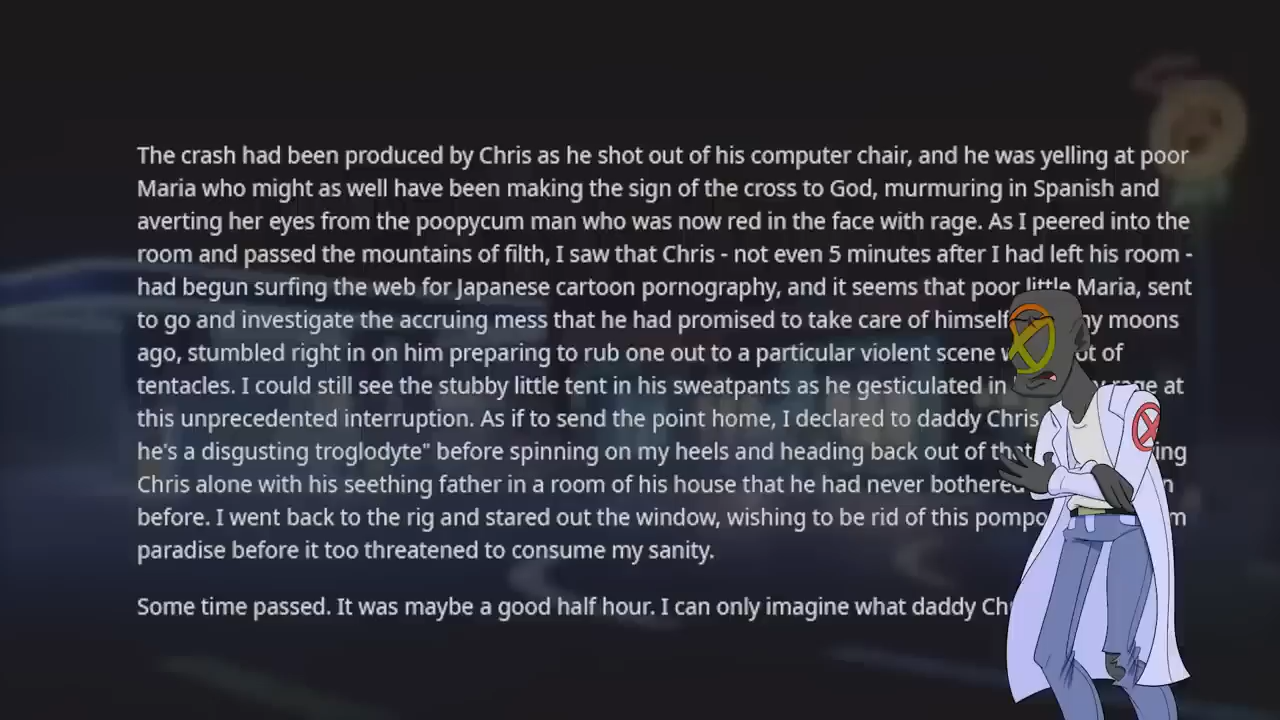 The crash had been produced by Chris as he shot out of his computer chair, and he was yelling at poor
Maria who might as well have been making the sign of the cross to God, murmuring in Spanish and
averting her eyes from the poopycum man who was now red in the face with rage. As I peered into the
room and passed the mountains of filth, I saw that Chris - not even 5 minutes after I had left his room -
had begun surfing the web for Japanese cartoon pornography, and it seems that poor little Maria, sent
to go and investigate the accruing mess that he had promised to take care of himself moons
ago, stumbled right in on him preparing to rub one out to a particular violent scene of
tentacles. I could still see the stubby little tent in his sweatpants as he gesticulated in at
this unprecedented interruption. As if to send the point home, I declared to daddy Chris
he's a disgusting troglodyte" before spinning on my heels and heading back out of that
Chris alone with his seething father in a room of his house that he had never bothered
before. I went back to the rig and stared out the window, wishing to be rid of this
paradise before it too threatened to consume my sanity.
Some time passed. It was maybe a good half hour. I can only imagine what daddy